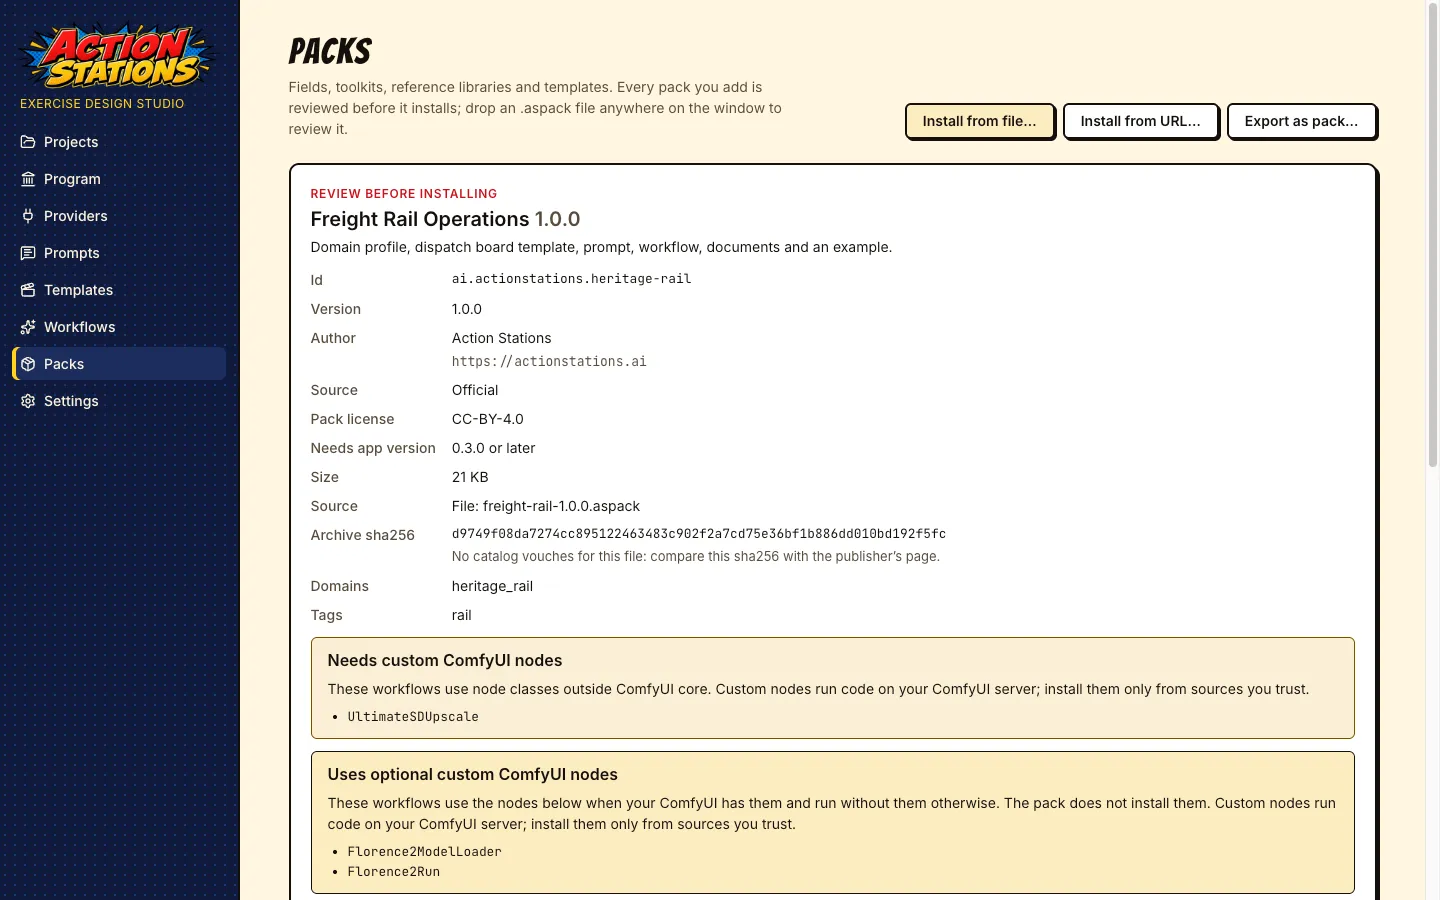 ACTION
STATIONS
EXERCISE DESIGN STUDIO
Projects
Program
Providers
Prompts
Templates
Workflows
Packs
Settings
PACKS
Fields, toolkits, reference libraries and templates. Every pack you add is
reviewed before it installs; drop an .aspack file anywhere on the window to
review it.
Install from file...
Install from URL...
Export as pack...
REVIEW BEFORE INSTALLING
Freight Rail Operations 1.0.0
Domain profile, dispatch board template, prompt, workflow, documents and an example.
Id ai.actionstations.heritage-rail
Version 1.0.0
Author Action Stations
https://actionstations.ai
Source Official
Pack license CC-BY-4.0
Needs app version 0.3.0 or later
Size 21 KB
Source File: freight-rail-1.0.0.aspack
Archive sha256 d9749f08da7274cc895122463483c902f2a7cd75e36bf1b886dd010bd192f5fc
No catalog vouches for this file: compare this sha256 with the publisher’s page.
Domains heritage_rail
Tags rail
Needs custom ComfyUI nodes
These workflows use node classes outside ComfyUI core. Custom nodes run code on your ComfyUI server; install them only from sources you trust.
• UltimateSDUpscale
Uses optional custom ComfyUI nodes
These workflows use the nodes below when your ComfyUI has them and run without them otherwise. The pack does not install them. Custom nodes run
code on your ComfyUI server; install them only from sources you trust.
• Florence2ModelLoader
• Florence2Run